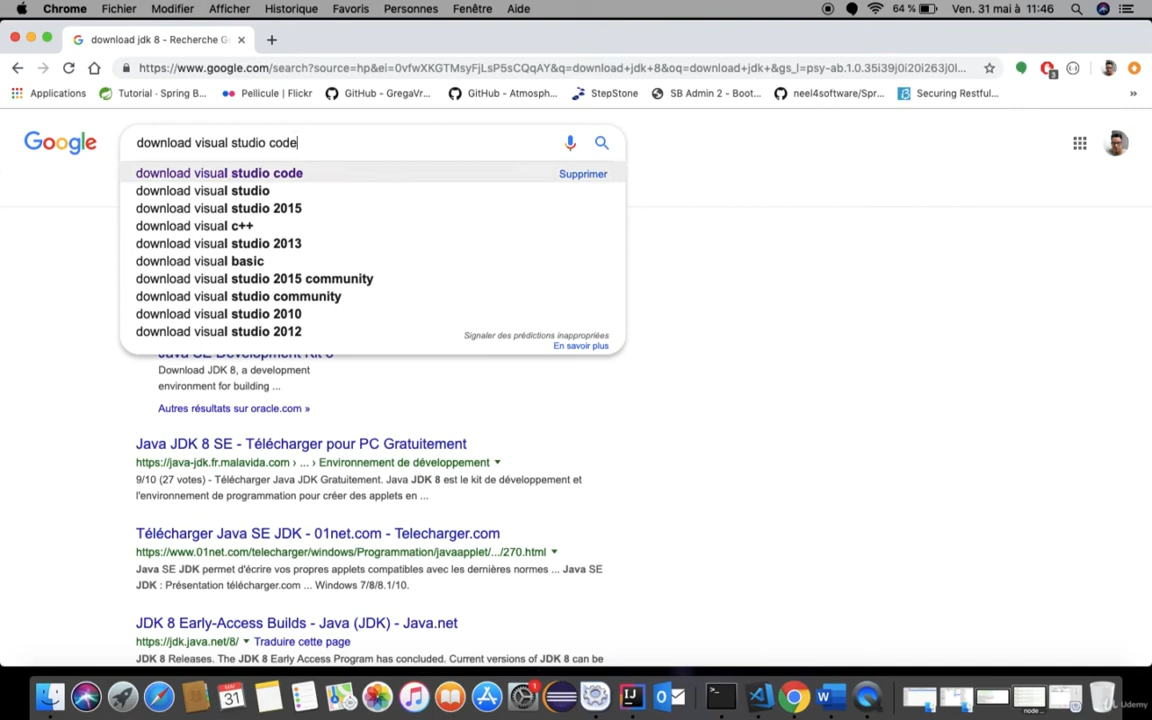 Chrome Fichier Modifier Afficher Historique Favoris Personnes Fenêtre Aide 64 % Ven. 31 mai à 11:46
download jdk 8 - Recherche G
https://www.google.com/search?source=hp&ei=0vfwXKGTMsyFjLsP5sCQqAY&q=download+jdk+8&oq=download+jdk+&gs_l=psy-ab.1.0.35i39j0i20i263j0l...
Applications Tutorial · Spring B... Pellicule | Flickr GitHub - GregaVr... GitHub - Atmosph... StepStone SB Admin 2 - Boot... neel4software/Spr... Securing Restful... »
Google download visual studio code
download visual studio code Supprimer
download visual studio
download visual studio 2015
download visual c++
download visual studio 2013
download visual basic
download visual studio 2015 community
download visual studio community
download visual studio 2010
download visual studio 2012
Signaler des prédictions inappropriées
En savoir plus
Java SE Development Kit 8
Download JDK 8, a development
environment for building ...
Autres résultats sur oracle.com »
Java JDK 8 SE - Télécharger pour PC Gratuitement
https://java-jdk.fr.malavida.com › ... › Environnement de développement
9/10 (27 votes) - Télécharger Java JDK Gratuitement. Java JDK 8 est le kit de développement et
l'environnement de programmation pour créer des applets en ...
Télécharger Java SE JDK - 01net.com - Telecharger.com
https://www.01net.com/telecharger/windows/Programmation/javaapplet/.../270.html
Java SE JDK permet d'écrire vos propres applets compatibles avec les dernières normes ... Java SE
JDK : Présentation télécharger.com ... Windows 7/8/8.1/10.
JDK 8 Early-Access Builds - Java (JDK) - Java.net
https://jdk.java.net/8/ Traduire cette page
JDK 8 Releases. The JDK 8 Early Access Program has concluded. Current versions of JDK 8 can be
Udemy